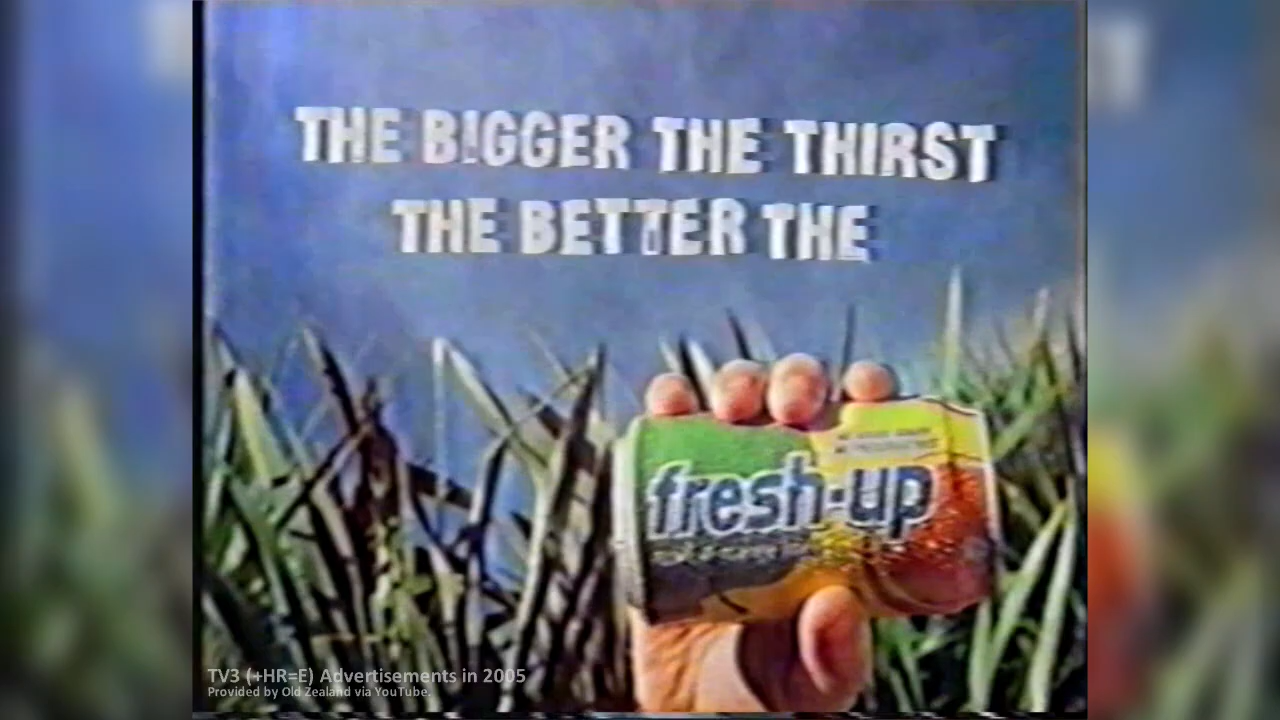 THE BIGGER THE THIRST
THE BETTER THE
fresh-up
TV3 (+HR=E) Advertisements in 2005
Provided by Old Zealand via YouTube.